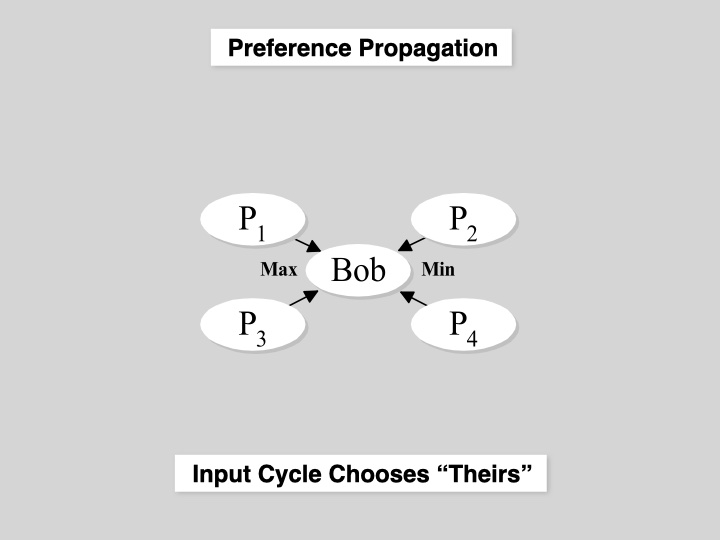 Preference Propagation
P1
P2
Max
Bob
Min
P3
P4
Input Cycle Chooses “Theirs”